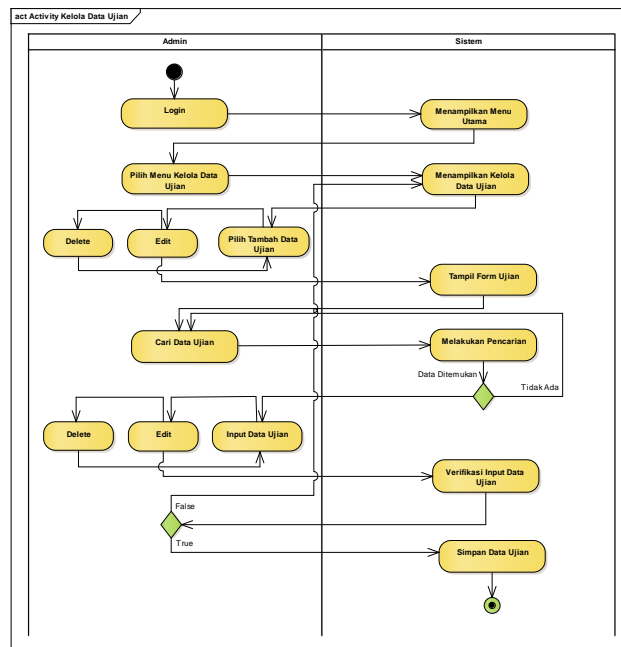 act Activity Kelola Data Ujian
Admin
Sistem
Login
Menampilkan Menu
Utama
Pilih Menu Kelola Data
Ujian
Menampilkan Kelola
Data Ujian
Delete
Edit
Pilih Tambah Data
Ujian
Tampil Form Ujian
Cari Data Ujian
Melakukan Pencarian
Data Ditemukan
Tidak Ada
Delete
Edit
Input Data Ujian
Verifikasi Input Data
Ujian
False
True
Simpan Data Ujian